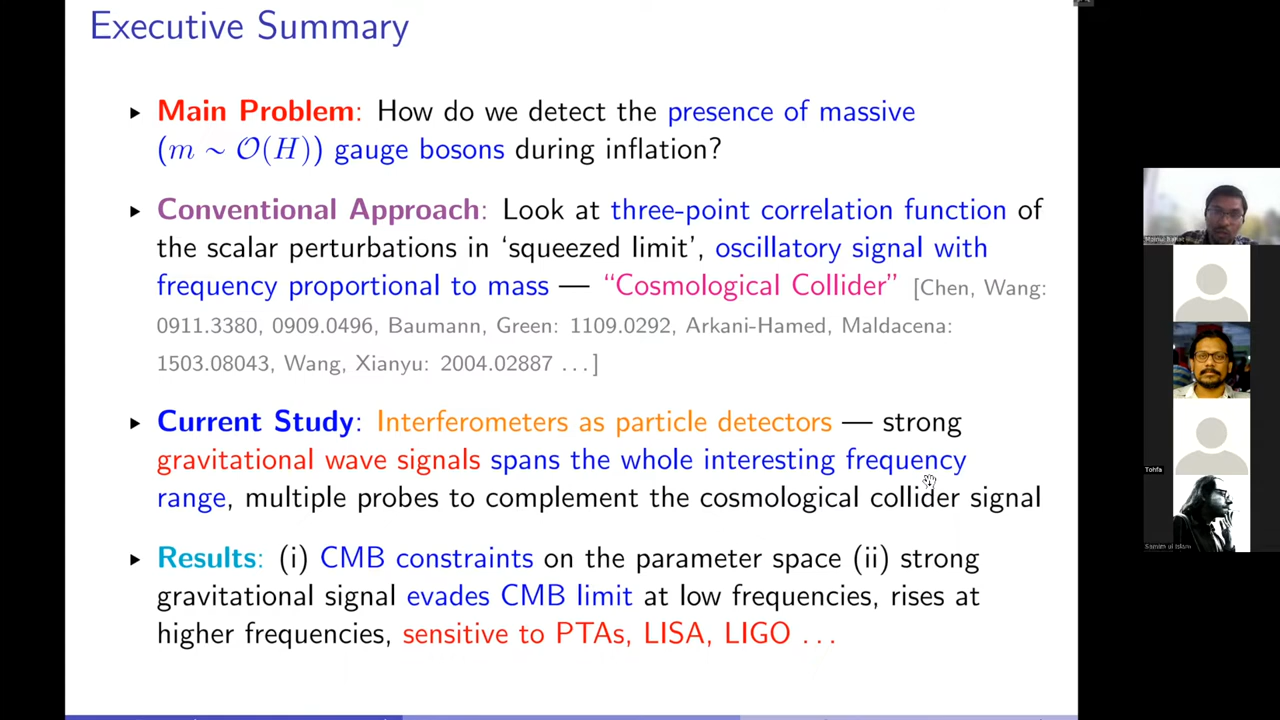 Executive Summary
Main Problem: How do we detect the presence of massive
(m ∼ O(H)) gauge bosons during inflation?
Conventional Approach: Look at three-point correlation function of
the scalar perturbations in ‘squeezed limit’, oscillatory signal with
frequency proportional to mass — “Cosmological Collider” [Chen, Wang:
0911.3380, 0909.0496, Baumann, Green: 1109.0292, Arkani-Hamed, Maldacena:
1503.08043, Wang, Xianyu: 2004.02887 ...]
Current Study: Interferometers as particle detectors — strong
gravitational wave signals spans the whole interesting frequency
range, multiple probes to complement the cosmological collider signal
Results: (i) CMB constraints on the parameter space (ii) strong
gravitational signal evades CMB limit at low frequencies, rises at
higher frequencies, sensitive to PTAs, LISA, LIGO ...
Tohfa